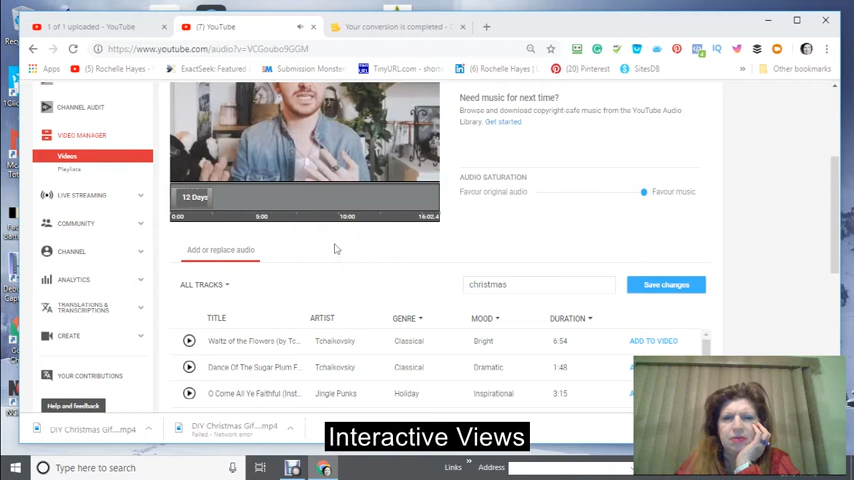 1 of 1 uploaded - YouTube
(7) YouTube
Your conversion is completed - C
https://www.youtube.com/audio?v=VCGoubo9GGM
Apps
(5) Rochelle Hayes -
ExactSeek: Featured
Submission Monster
TinyURL.com - short
(6) Rochelle Hayes
(20) Pinterest
SitesDB
Other bookmarks
CHANNEL AUDIT
VIDEO MANAGER
Videos
Playlists
LIVE STREAMING
COMMUNITY
CHANNEL
ANALYTICS
TRANSLATIONS &
TRANSCRIPTIONS
CREATE
YOUR CONTRIBUTIONS
Help and feedback
12 Days
0:00 5:00 10:00 16:02.4
Need music for next time?
Browse and download copyright-safe music from the YouTube Audio
Library. Get started
AUDIO SATURATION
Favour original audio Favour music
Add or replace audio
ALL TRACKS christmas Save changes
TITLE ARTIST GENRE MOOD DURATION
Waltz of the Flowers (by Tc... Tchaikovsky Classical Bright 6:54 ADD TO VIDEO
Dance Of The Sugar Plum F... Tchaikovsky Classical Dramatic 1:48
O Come All Ye Faithful (Inst... Jingle Punks Holiday Inspirational 3:15
DIY Christmas Gif....mp4
DIY Christmas Gif....mp4
Failed - Network error
Interactive Views
Type here to search
Links
Address